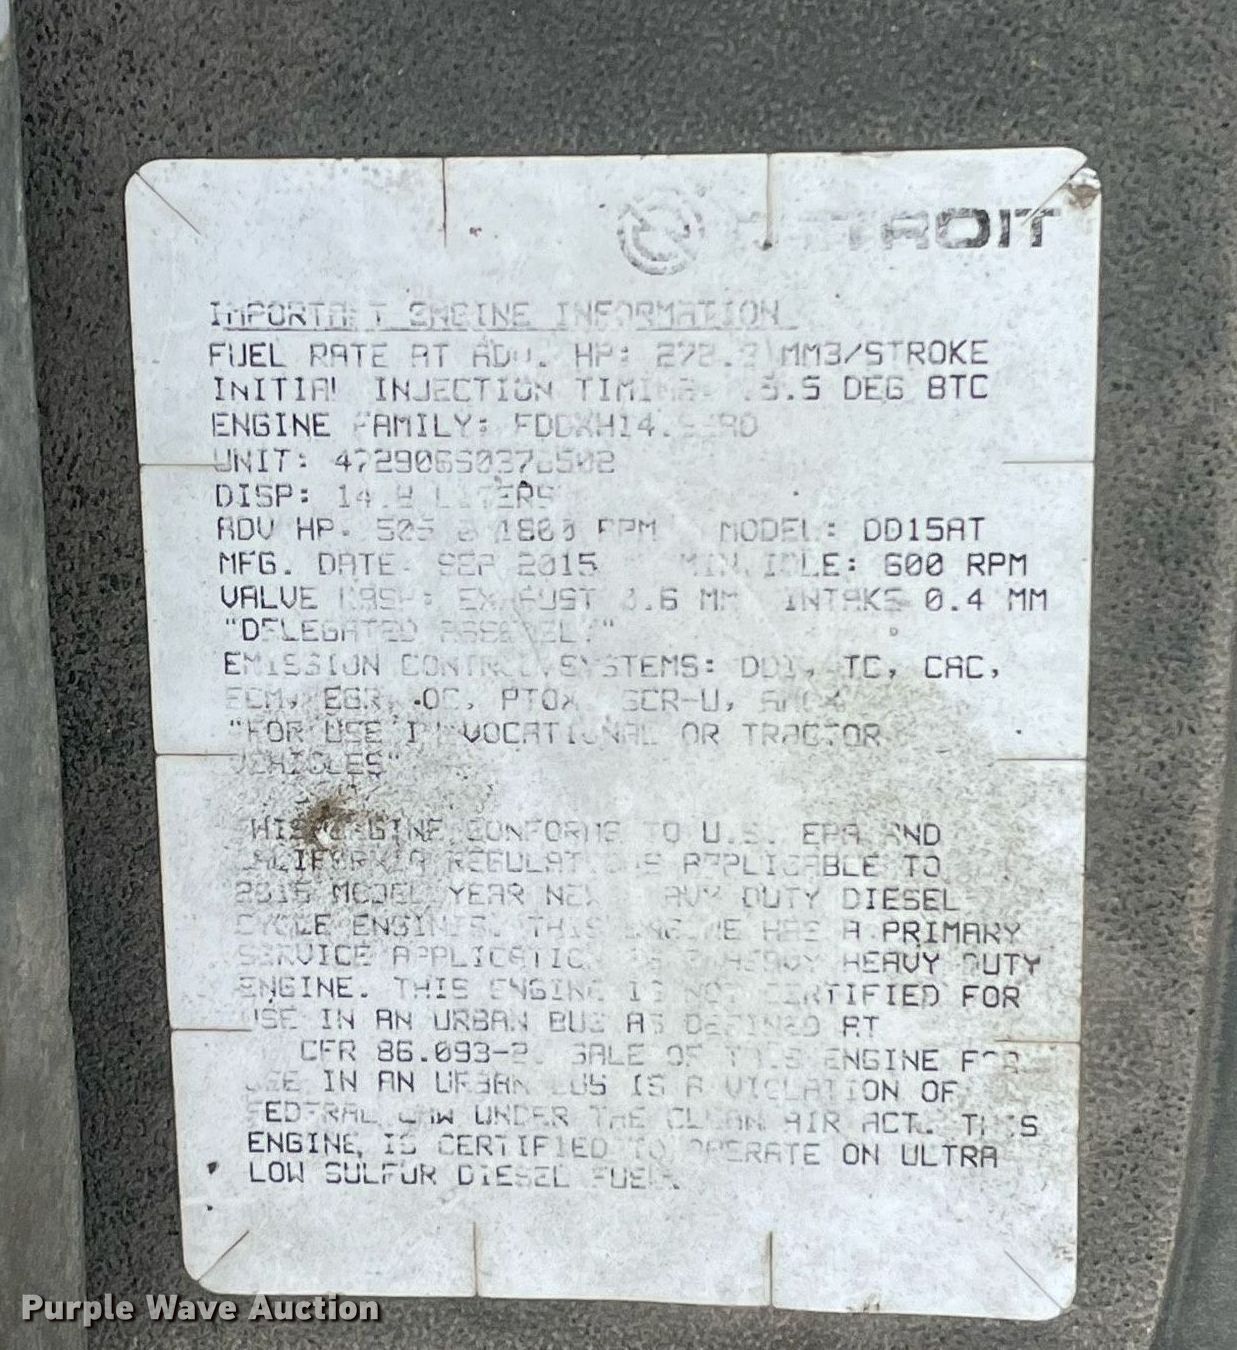 DETROIT
IMPORTANT ENGINE INFORMATION
FUEL RATE AT ADV. HP: MM3/STROKE
INITIAL INJECTION TIMING: DEG BTC
ENGINE FAMILY:
UNIT:
DISP: 14.8 LITERS
ADV HP. 505 @ 1800 RPM MODEL: DD15AT
MFG. DATE: SEP 2015 MIN. IDLE: 600 RPM
VALVE LASH: EXHAUST 0.6 MM INTAKE 0.4 MM
"DELEGATED ASSEMBLY"
EMISSION CONTROL SYSTEMS: DDI, TC, CAC,
ECM, EGR, OC, PTOX, SCR-U, AMOX
"FOR USE IN VOCATIONAL OR TRACTOR
VEHICLES"
THIS ENGINE CONFORMS TO U.S. EPA AND
CALIFORNIA REGULATIONS APPLICABLE TO
2015 MODEL YEAR NEW HEAVY DUTY DIESEL
CYCLE ENGINES. THIS ENGINE HAS A PRIMARY
SERVICE APPLICATION AS A HEAVY HEAVY DUTY
ENGINE. THIS ENGINE IS NOT CERTIFIED FOR
USE IN AN URBAN BUS AS DEFINED AT
CFR 86.093-2. SALE OF THIS ENGINE FOR
USE IN AN URBAN BUS IS A VIOLATION OF
FEDERAL LAW UNDER THE CLEAN AIR ACT. THIS
ENGINE IS CERTIFIED TO OPERATE ON ULTRA
LOW SULFUR DIESEL FUEL.
Purple Wave Auction